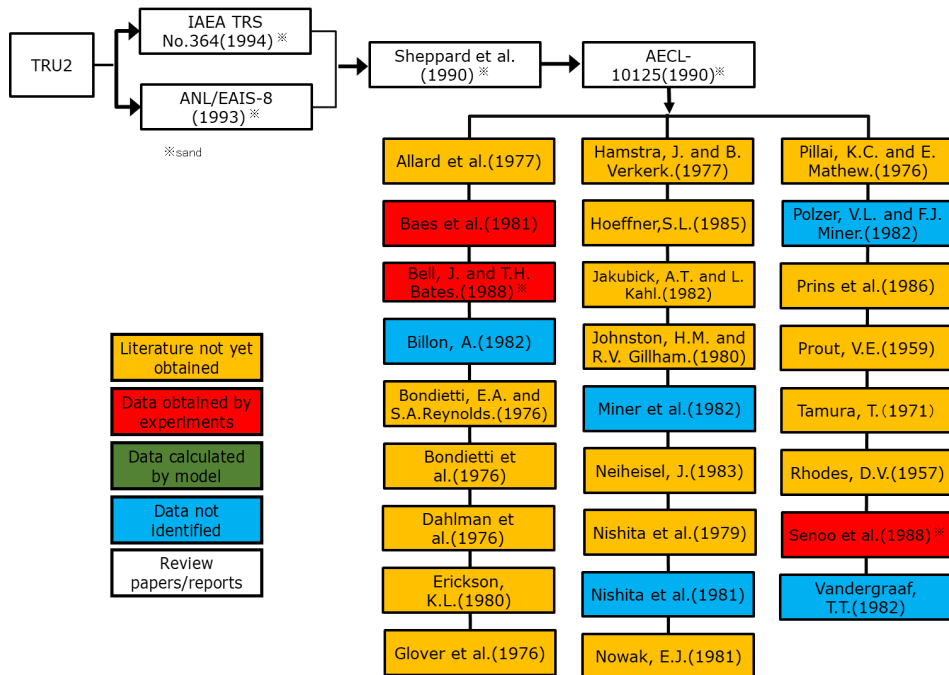 TRU2
IAEA TRS
No.364(1994) ※
ANL/EAIS-8
(1993) ※
※sand
Sheppard et al.
(1990) ※
AECL-
10125(1990)※
Allard et al.(1977)
Baes et al.(1981)
Bell, J. and T.H.
Bates.(1988) ※
Billon, A.(1982)
Bondietti, E.A. and
S.A.Reynolds.(1976)
Bondietti et
al.(1976)
Dahlman et
al.(1976)
Erickson,
K.L.(1980)
Glover et al.(1976)
Hamstra, J. and B.
Verkerk.(1977)
Hoeffner,S.L.(1985)
Jakubick, A.T. and L.
Kahl.(1982)
Johnston, H.M. and
R.V. Gillham.(1980)
Miner et al.(1982)
Neiheisel, J.(1983)
Nishita et al.(1979)
Nishita et al.(1981)
Nowak, E.J.(1981)
Pillai, K.C. and E.
Mathew.(1976)
Polzer, V.L. and F.J.
Miner.(1982)
Prins et al.(1986)
Prout, V.E.(1959)
Tamura, T.(1971)
Rhodes, D.V.(1957)
Senoo et al.(1988)※
Vandergraaf,
T.T.(1982)
Literature not yet
obtained
Data obtained by
experiments
Data calculated
by model
Data not
identified
Review
papers/reports